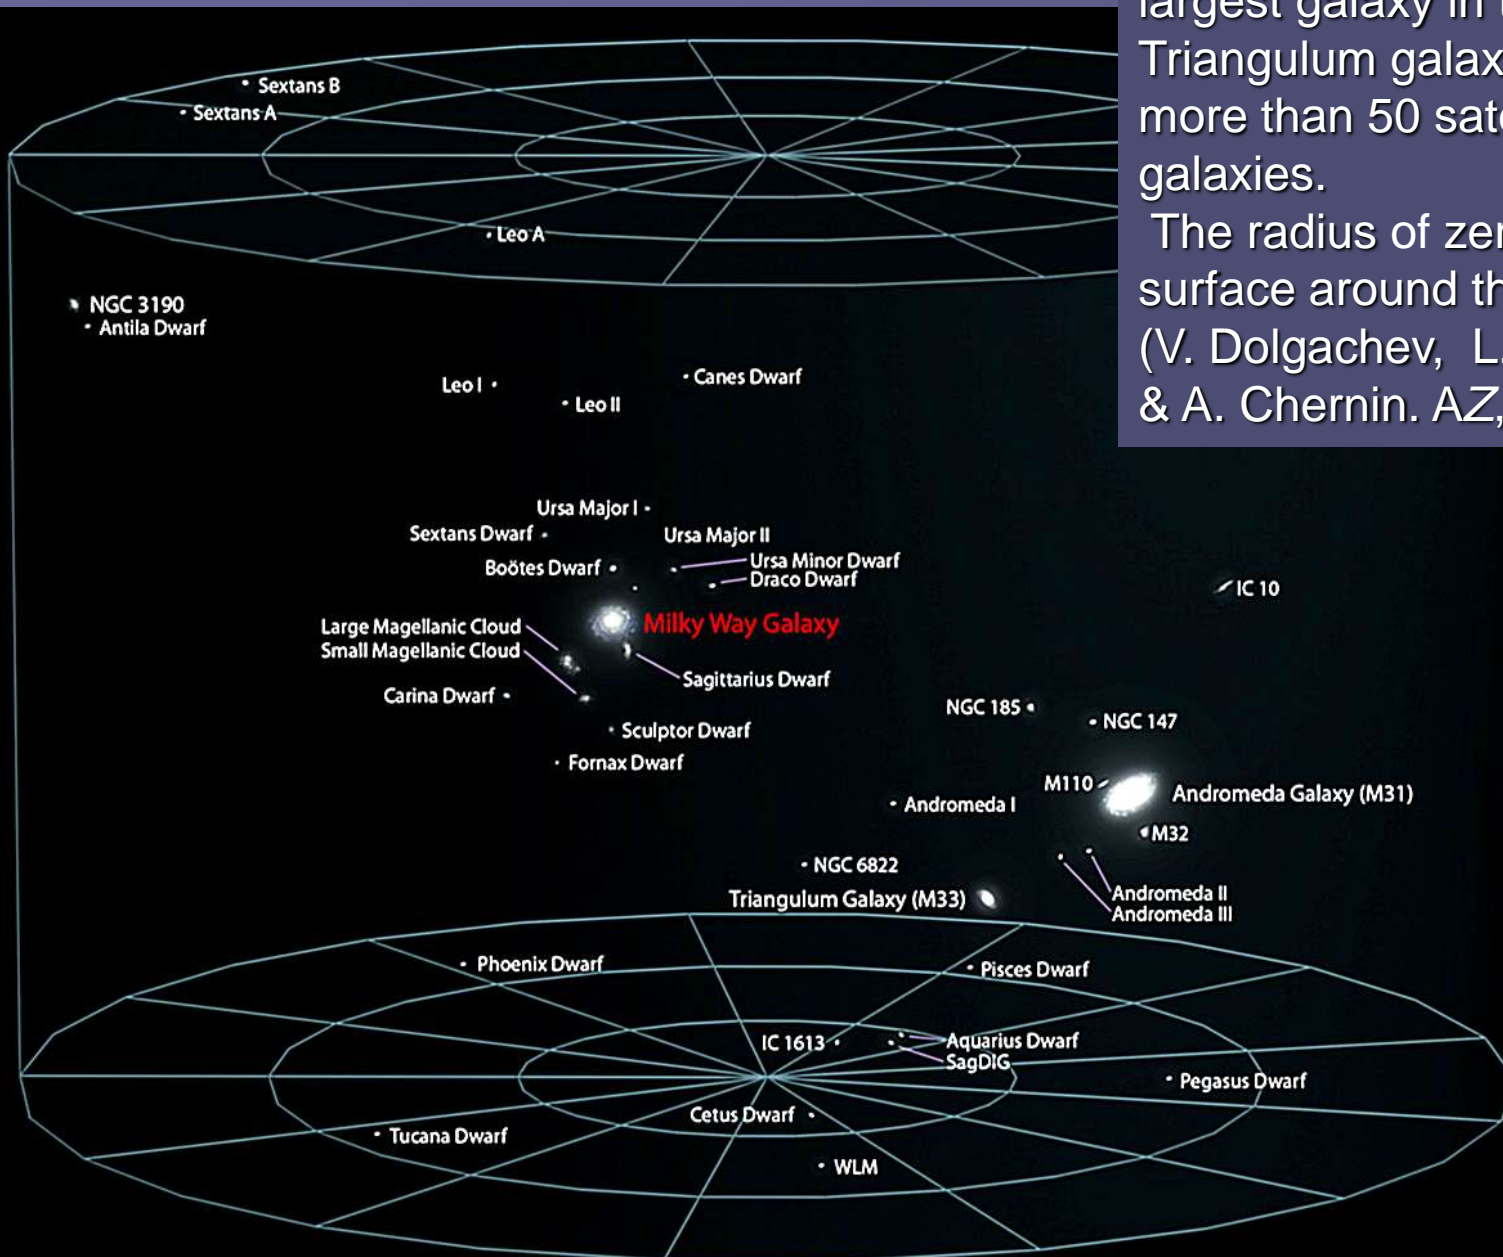 largest galaxy in
Triangulum galax
more than 50 sate
galaxies.
The radius of zer
surface around th
(V. Dolgachev, L.
& A. Chernin. AZ,
Sextans B
Sextans A
Leo A
NGC 3190
Antila Dwarf
Canes Dwarf
Leo I
Leo II
Ursa Major I
Sextans Dwarf
Ursa Major II
Ursa Minor Dwarf
Boötes Dwarf
Draco Dwarf
IC 10
Milky Way Galaxy
Large Magellanic Cloud
Small Magellanic Cloud
Sagittarius Dwarf
Carina Dwarf
NGC 185
NGC 147
Sculptor Dwarf
Fornax Dwarf
M110
Andromeda Galaxy (M31)
Andromeda I
M32
NGC 6822
Andromeda II
Triangulum Galaxy (M33)
Andromeda III
Phoenix Dwarf
Pisces Dwarf
IC 1613
Aquarius Dwarf
SagDIG
Pegasus Dwarf
Cetus Dwarf
Tucana Dwarf
WLM